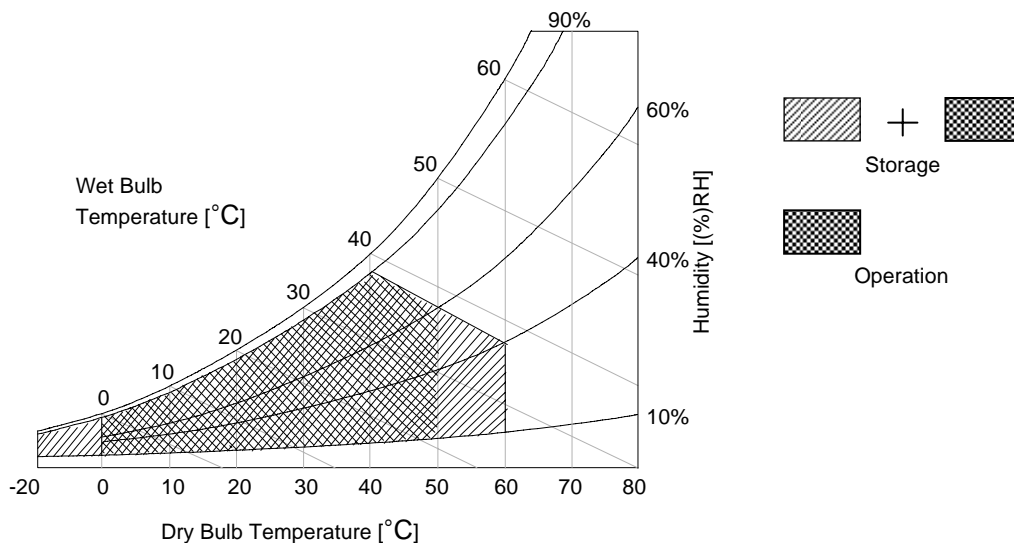 90%
60
60%
50
Wet Bulb
Temperature [°C]
40
40%
30
20
10
0
10%
Humidity [(%)RH]
-20 0 10 20 30 40 50 60 70 80
Dry Bulb Temperature [°C]
+
Storage
Operation